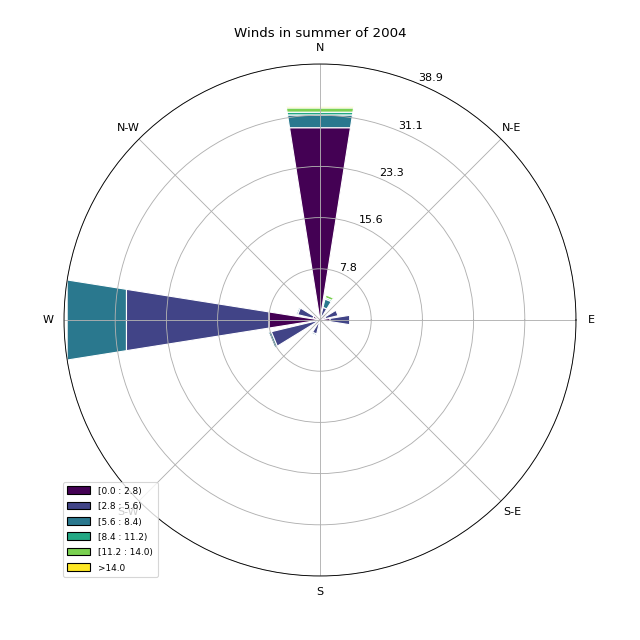 Winds in summer of 2004
N
38.9
N-W
31.1
N-E
23.3
15.6
7.8
W
E
[0.0 : 2.8)
[2.8 : 5.6)
S-W
S-E
[5.6 : 8.4)
[8.4 : 11.2)
[11.2 : 14.0)
>14.0
S